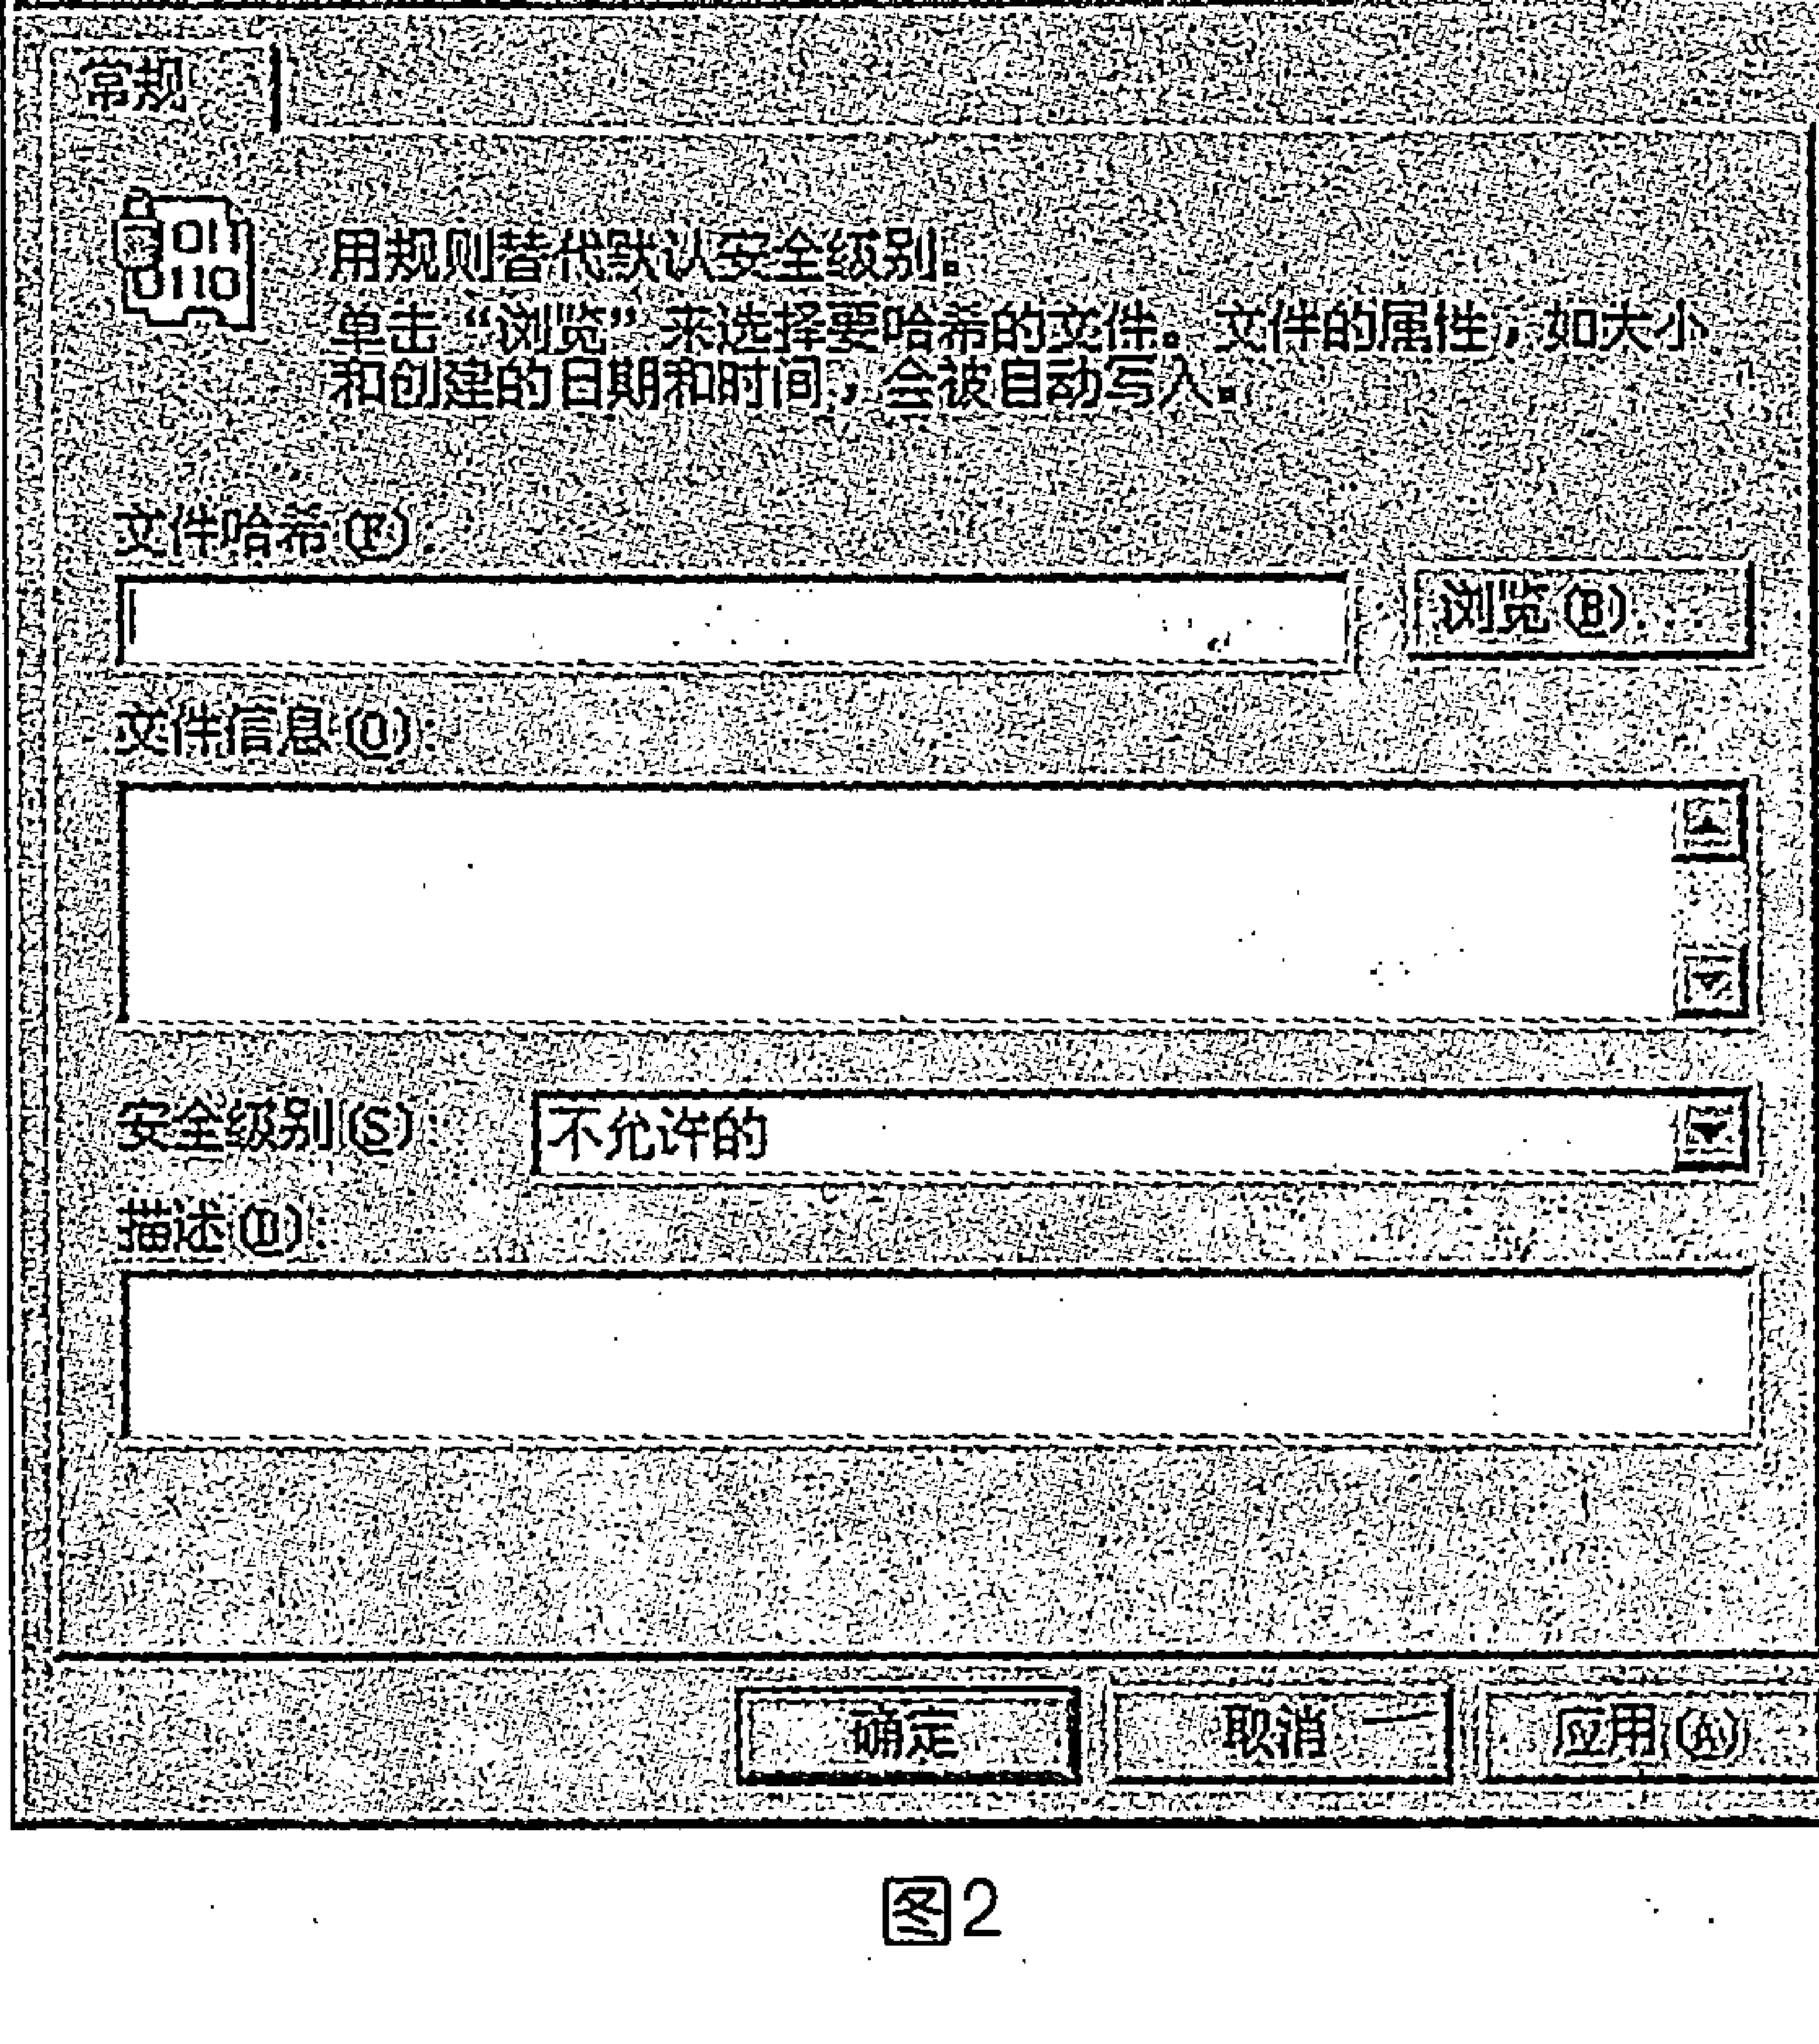 常规
011
0110
用规则替代默认安全级别。
单击“浏览”来选择要哈希的文件。文件的属性，如大小
和创建的日期和时间，会被自动写入。
文件哈希(F):
浏览(B)...
文件信息(O):
安全级别(S):
不允许的
描述(D):
确定
取消
应用(A)
图2